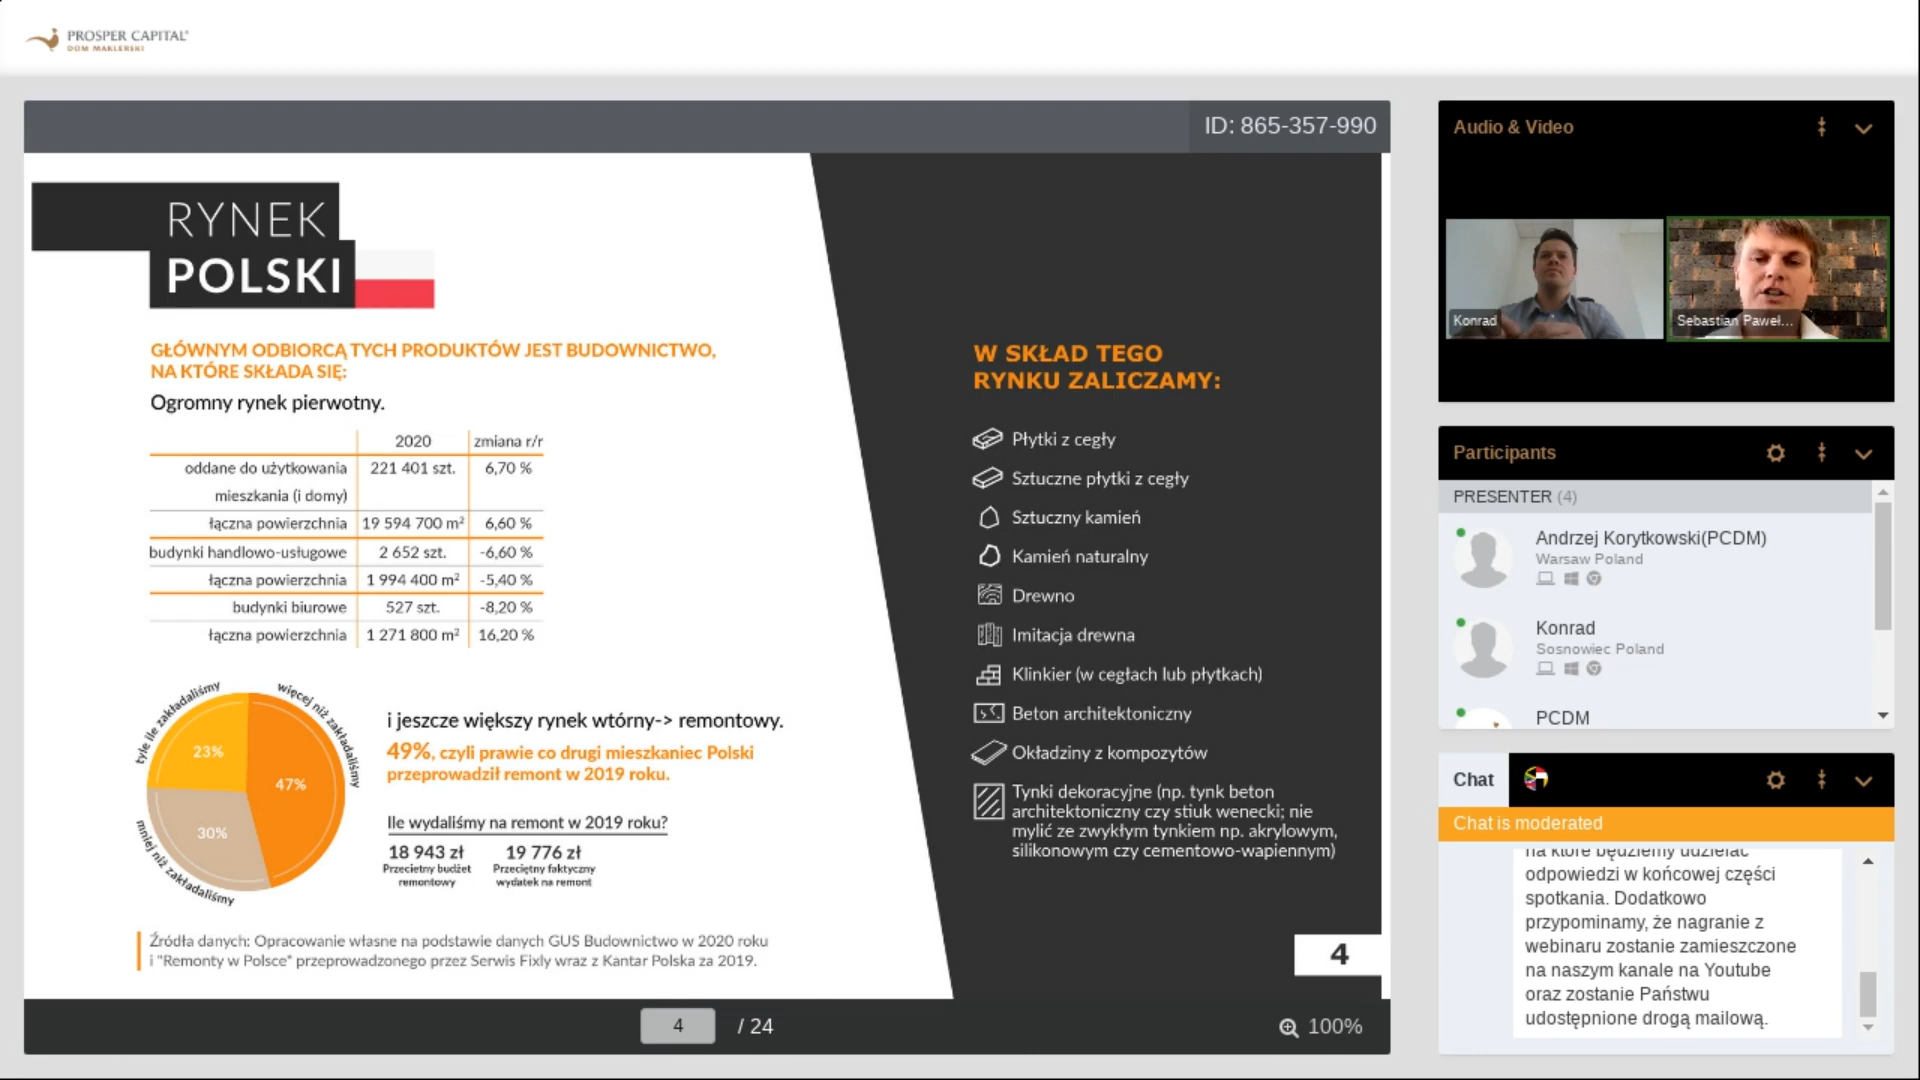 PROSPER CAPITAL®
DOM MAKLERSKI
ID: 865-357-990
RYNEK
POLSKI
GŁÓWNYM ODBIORCĄ TYCH PRODUKTÓW JEST BUDOWNICTWO,
NA KTÓRE SKŁADA SIĘ:
Ogromny rynek pierwotny.
2020 zmiana r/r
oddane do użytkowania 221 401 szt. 6,70 %
mieszkania (i domy)
łączna powierzchnia 19 594 700 m² 6,60 %
budynki handlowo-usługowe 2 652 szt. -6,60 %
łączna powierzchnia 1 994 400 m² -5,40 %
budynki biurowe 527 szt. -8,20 %
łączna powierzchnia 1 271 800 m² 16,20 %
tyle ile zakładaliśmy
więcej niż zakładaliśmy
mniej niż zakładaliśmy
23%
47%
30%
i jeszcze większy rynek wtórny-> remontowy.
49%, czyli prawie co drugi mieszkaniec Polski
przeprowadził remont w 2019 roku.
Ile wydaliśmy na remont w 2019 roku?
18 943 zł 19 776 zł
Przecietny budżet Przeciętny faktyczny
remontowy wydatek na remont
Źródła danych: Opracowanie własne na podstawie danych GUS Budownictwo w 2020 roku
i "Remonty w Polsce" przeprowadzonego przez Serwis Fixly wraz z Kantar Polska za 2019.
W SKŁAD TEGO
RYNKU ZALICZAMY:
Płytki z cegły
Sztuczne płytki z cegły
Sztuczny kamień
Kamień naturalny
Drewno
Imitacja drewna
Klinkier (w cegłach lub płytkach)
Beton architektoniczny
Okładziny z kompozytów
Tynki dekoracyjne (np. tynk beton
architektoniczny czy stiuk wenecki; nie
mylić ze zwykłym tynkiem np. akrylowym,
silikonowym czy cementowo-wapiennym)
4
4 / 24
100%
Audio & Video
Konrad
Sebastian Paweł...
Participants
PRESENTER (4)
Andrzej Korytkowski(PCDM)
Warsaw Poland
Konrad
Sosnowiec Poland
PCDM
Chat
Chat is moderated
na które będziemy udzielać
odpowiedzi w końcowej części
spotkania. Dodatkowo
przypominamy, że nagranie z
webinaru zostanie zamieszczone
na naszym kanale na Youtube
oraz zostanie Państwu
udostępnione drogą mailową.